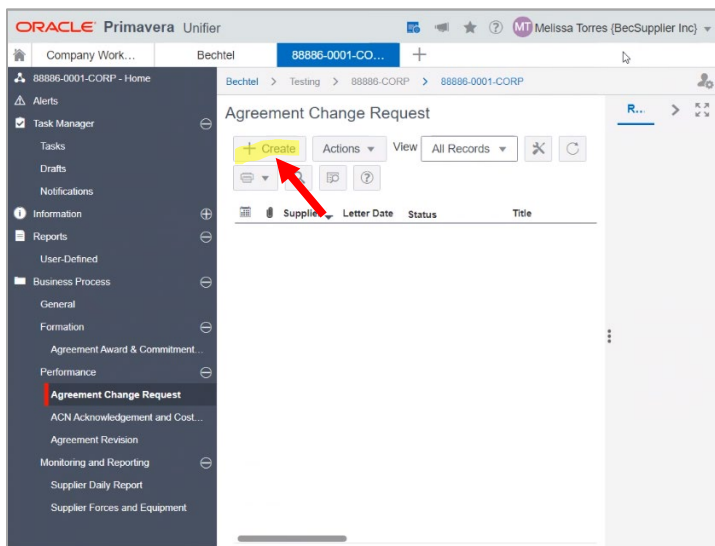 ORACLE Primavera Unifier
MT Melissa Torres {BecSupplier Inc}
Company Work... Bechtel 88886-0001-CO...
88886-0001-CORP - Home
Alerts
Task Manager
Tasks
Drafts
Notifications
Information
Reports
User-Defined
Business Process
General
Formation
Agreement Award & Commitment...
Performance
Agreement Change Request
ACN Acknowledgement and Cost...
Agreement Revision
Monitoring and Reporting
Supplier Daily Report
Supplier Forces and Equipment
Bechtel > Testing > 88886-CORP > 88886-0001-CORP
Agreement Change Request
+ Create Actions View All Records
Supplier Letter Date Status Title
R...